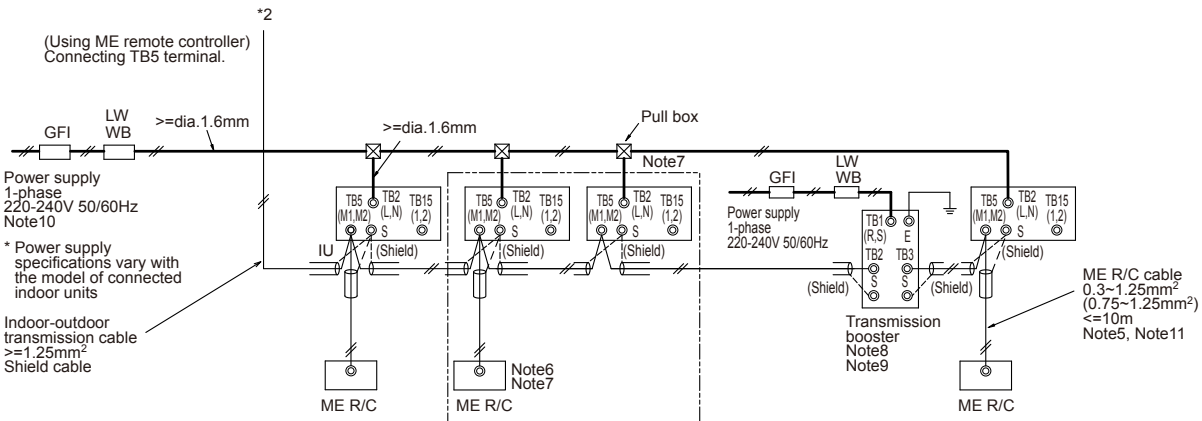 *2
(Using ME remote controller)
Connecting TB5 terminal.
GFI
LW
WB
>=dia.1.6mm
>=dia.1.6mm
Pull box
Note7
Power supply
1-phase
220-240V 50/60Hz
Note10
* Power supply
specifications vary with
the model of connected
indoor units
Indoor-outdoor
transmission cable
>=1.25mm²
Shield cable
IU
TB5
(M1,M2)
TB2
(L,N)
TB15
(1,2)
S
(Shield)
ME R/C
TB5
(M1,M2)
TB2
(L,N)
TB15
(1,2)
S
(Shield)
Note6
Note7
ME R/C
TB5
(M1,M2)
TB2
(L,N)
TB15
(1,2)
S
(Shield)
GFI
LW
WB
Power supply
1-phase
220-240V 50/60Hz
TB1
(R,S)
E
TB2
TB3
S
S
(Shield)
(Shield)
Transmission
booster
Note8
Note9
TB5
(M1,M2)
TB2
(L,N)
TB15
(1,2)
S
(Shield)
ME R/C
ME R/C cable
0.3~1.25mm²
(0.75~1.25mm²)
<=10m
Note5, Note11